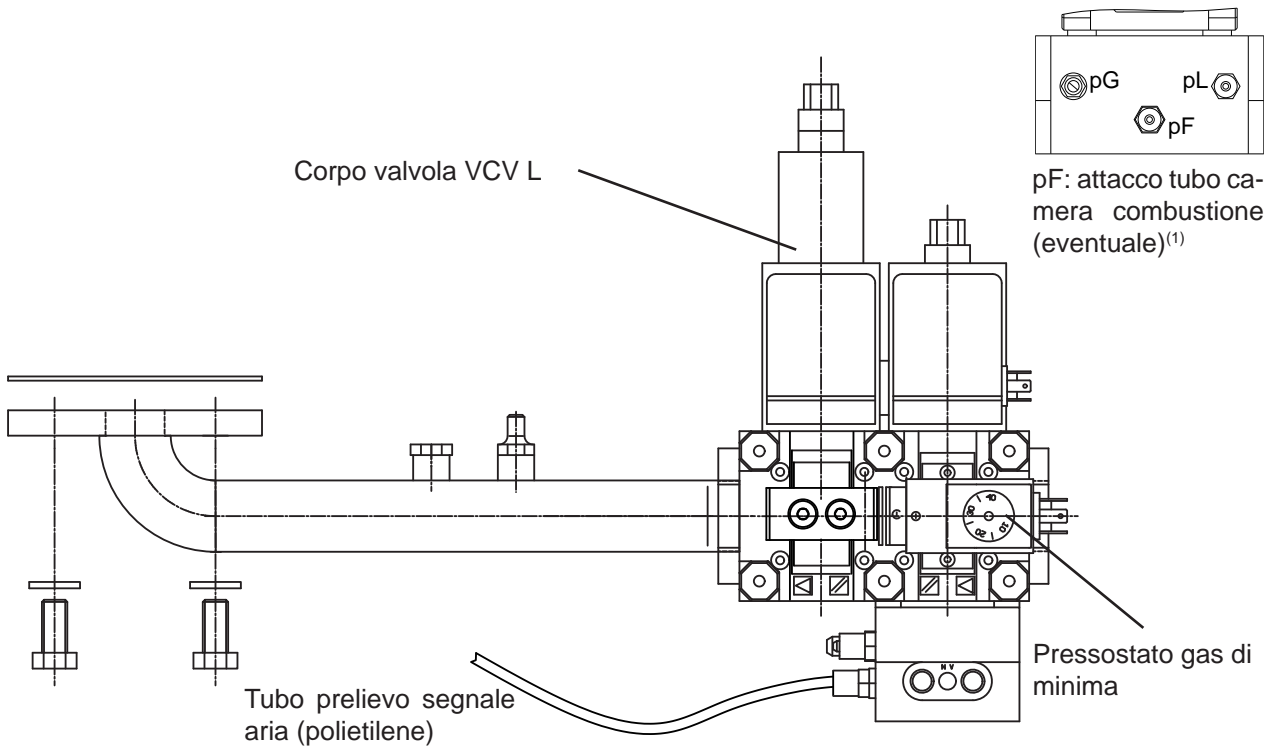 pG
pL
pF
pF: attacco tubo ca-
mera combustione
(eventuale)(1)
Corpo valvola VCV L
Pressostato gas di
minima
Tubo prelievo segnale
aria (polietilene)
N V